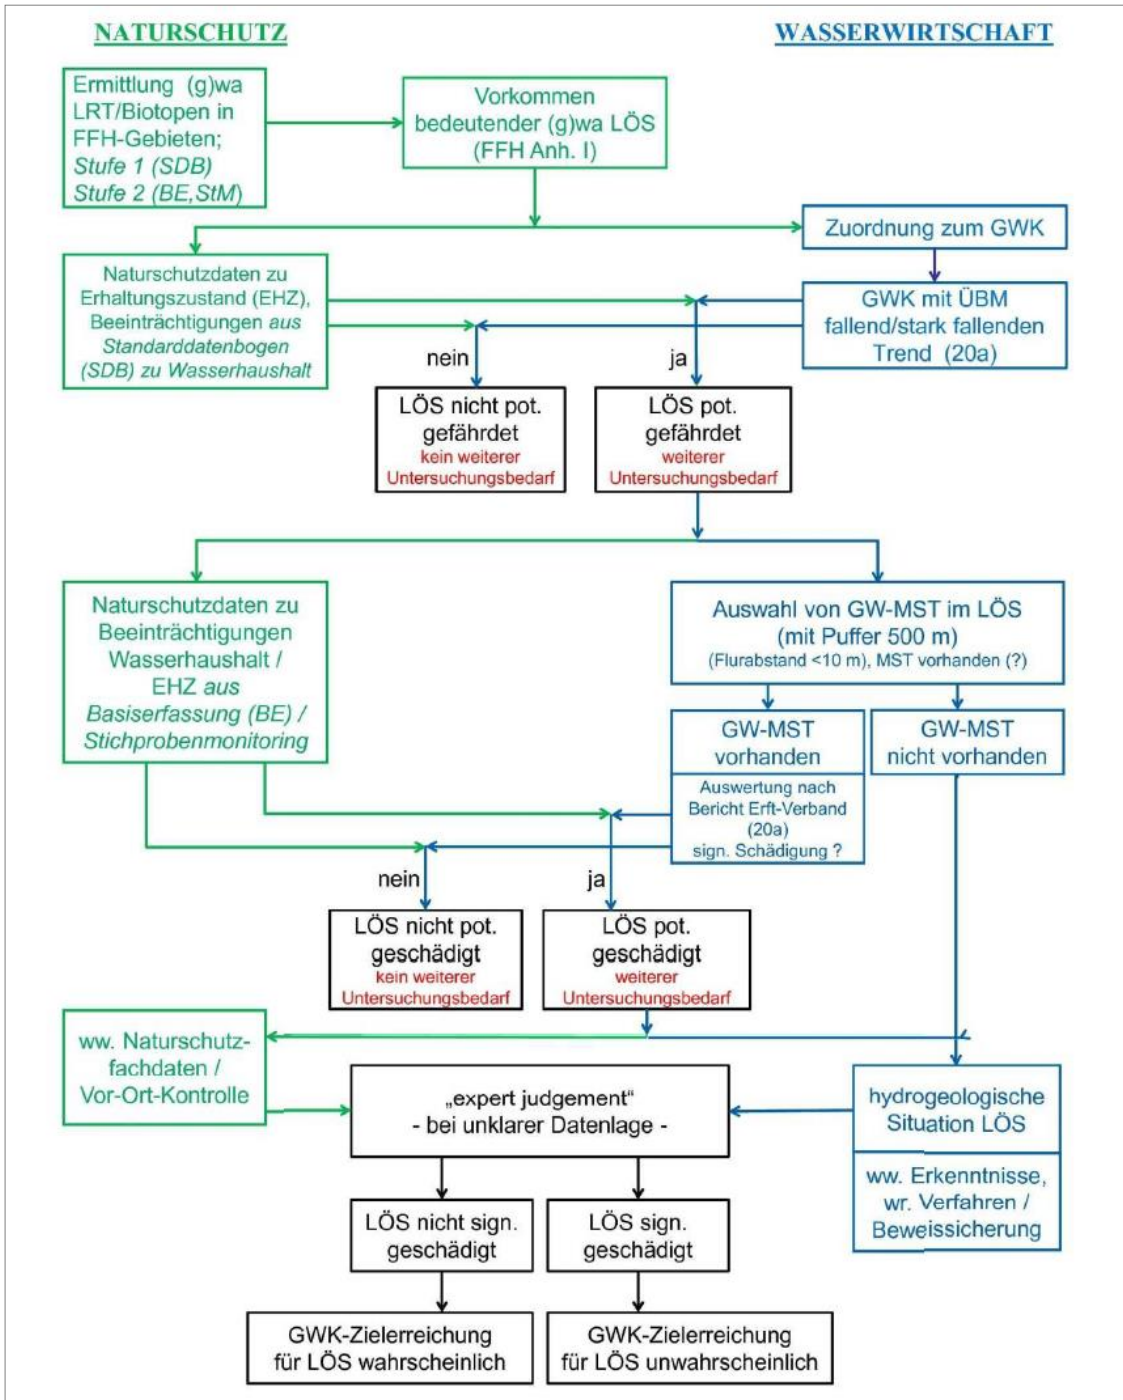 NATURSCHUTZ
WASSERWIRTSCHAFT
Ermittlung (g)wa
LRT/Biotopen in
FFH-Gebieten;
Stufe 1 (SDB)
Stufe 2 (BE,StM)
Vorkommen
bedeutender (g)wa LÖS
(FFH Anh. I)
Zuordnung zum GWK
Naturschutzdaten zu
Erhaltungszustand (EHZ),
Beeinträchtigungen aus
Standarddatenbogen
(SDB) zu Wasserhaushalt
GWK mit ÜBM
fallend/stark fallenden
Trend (20a)
nein
ja
LÖS nicht pot.
gefährdet
kein weiterer
Untersuchungsbedarf
LÖS pot.
gefährdet
weiterer
Untersuchungsbedarf
Naturschutzdaten zu
Beeinträchtigungen
Wasserhaushalt /
EHZ aus
Basiserfassung (BE) /
Stichprobenmonitoring
Auswahl von GW-MST im LÖS
(mit Puffer 500 m)
(Flurabstand <10 m), MST vorhanden (?)
GW-MST
vorhanden
GW-MST
nicht vorhanden
Auswertung nach
Bericht Erft-Verband
(20a)
sign. Schädigung ?
nein
ja
LÖS nicht pot.
geschädigt
kein weiterer
Untersuchungsbedarf
LÖS pot.
geschädigt
weiterer
Untersuchungsbedarf
ww. Naturschutz-
fachdaten /
Vor-Ort-Kontrolle
„expert judgement“
- bei unklarer Datenlage -
hydrogeologische
Situation LÖS
ww. Erkenntnisse,
wr. Verfahren /
Beweissicherung
LÖS nicht sign.
geschädigt
LÖS sign.
geschädigt
GWK-Zielerreichung
für LÖS wahrscheinlich
GWK-Zielerreichung
für LÖS unwahrscheinlich